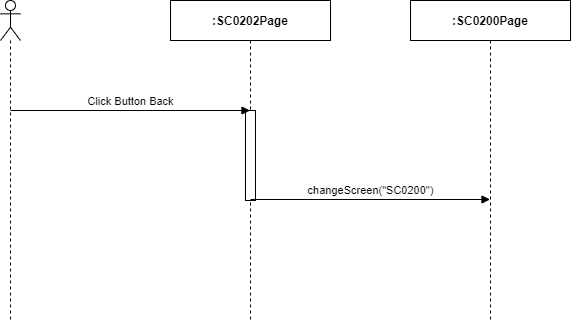 :SC0202Page
:SC0200Page
Click Button Back
changeScreen("SC0200")